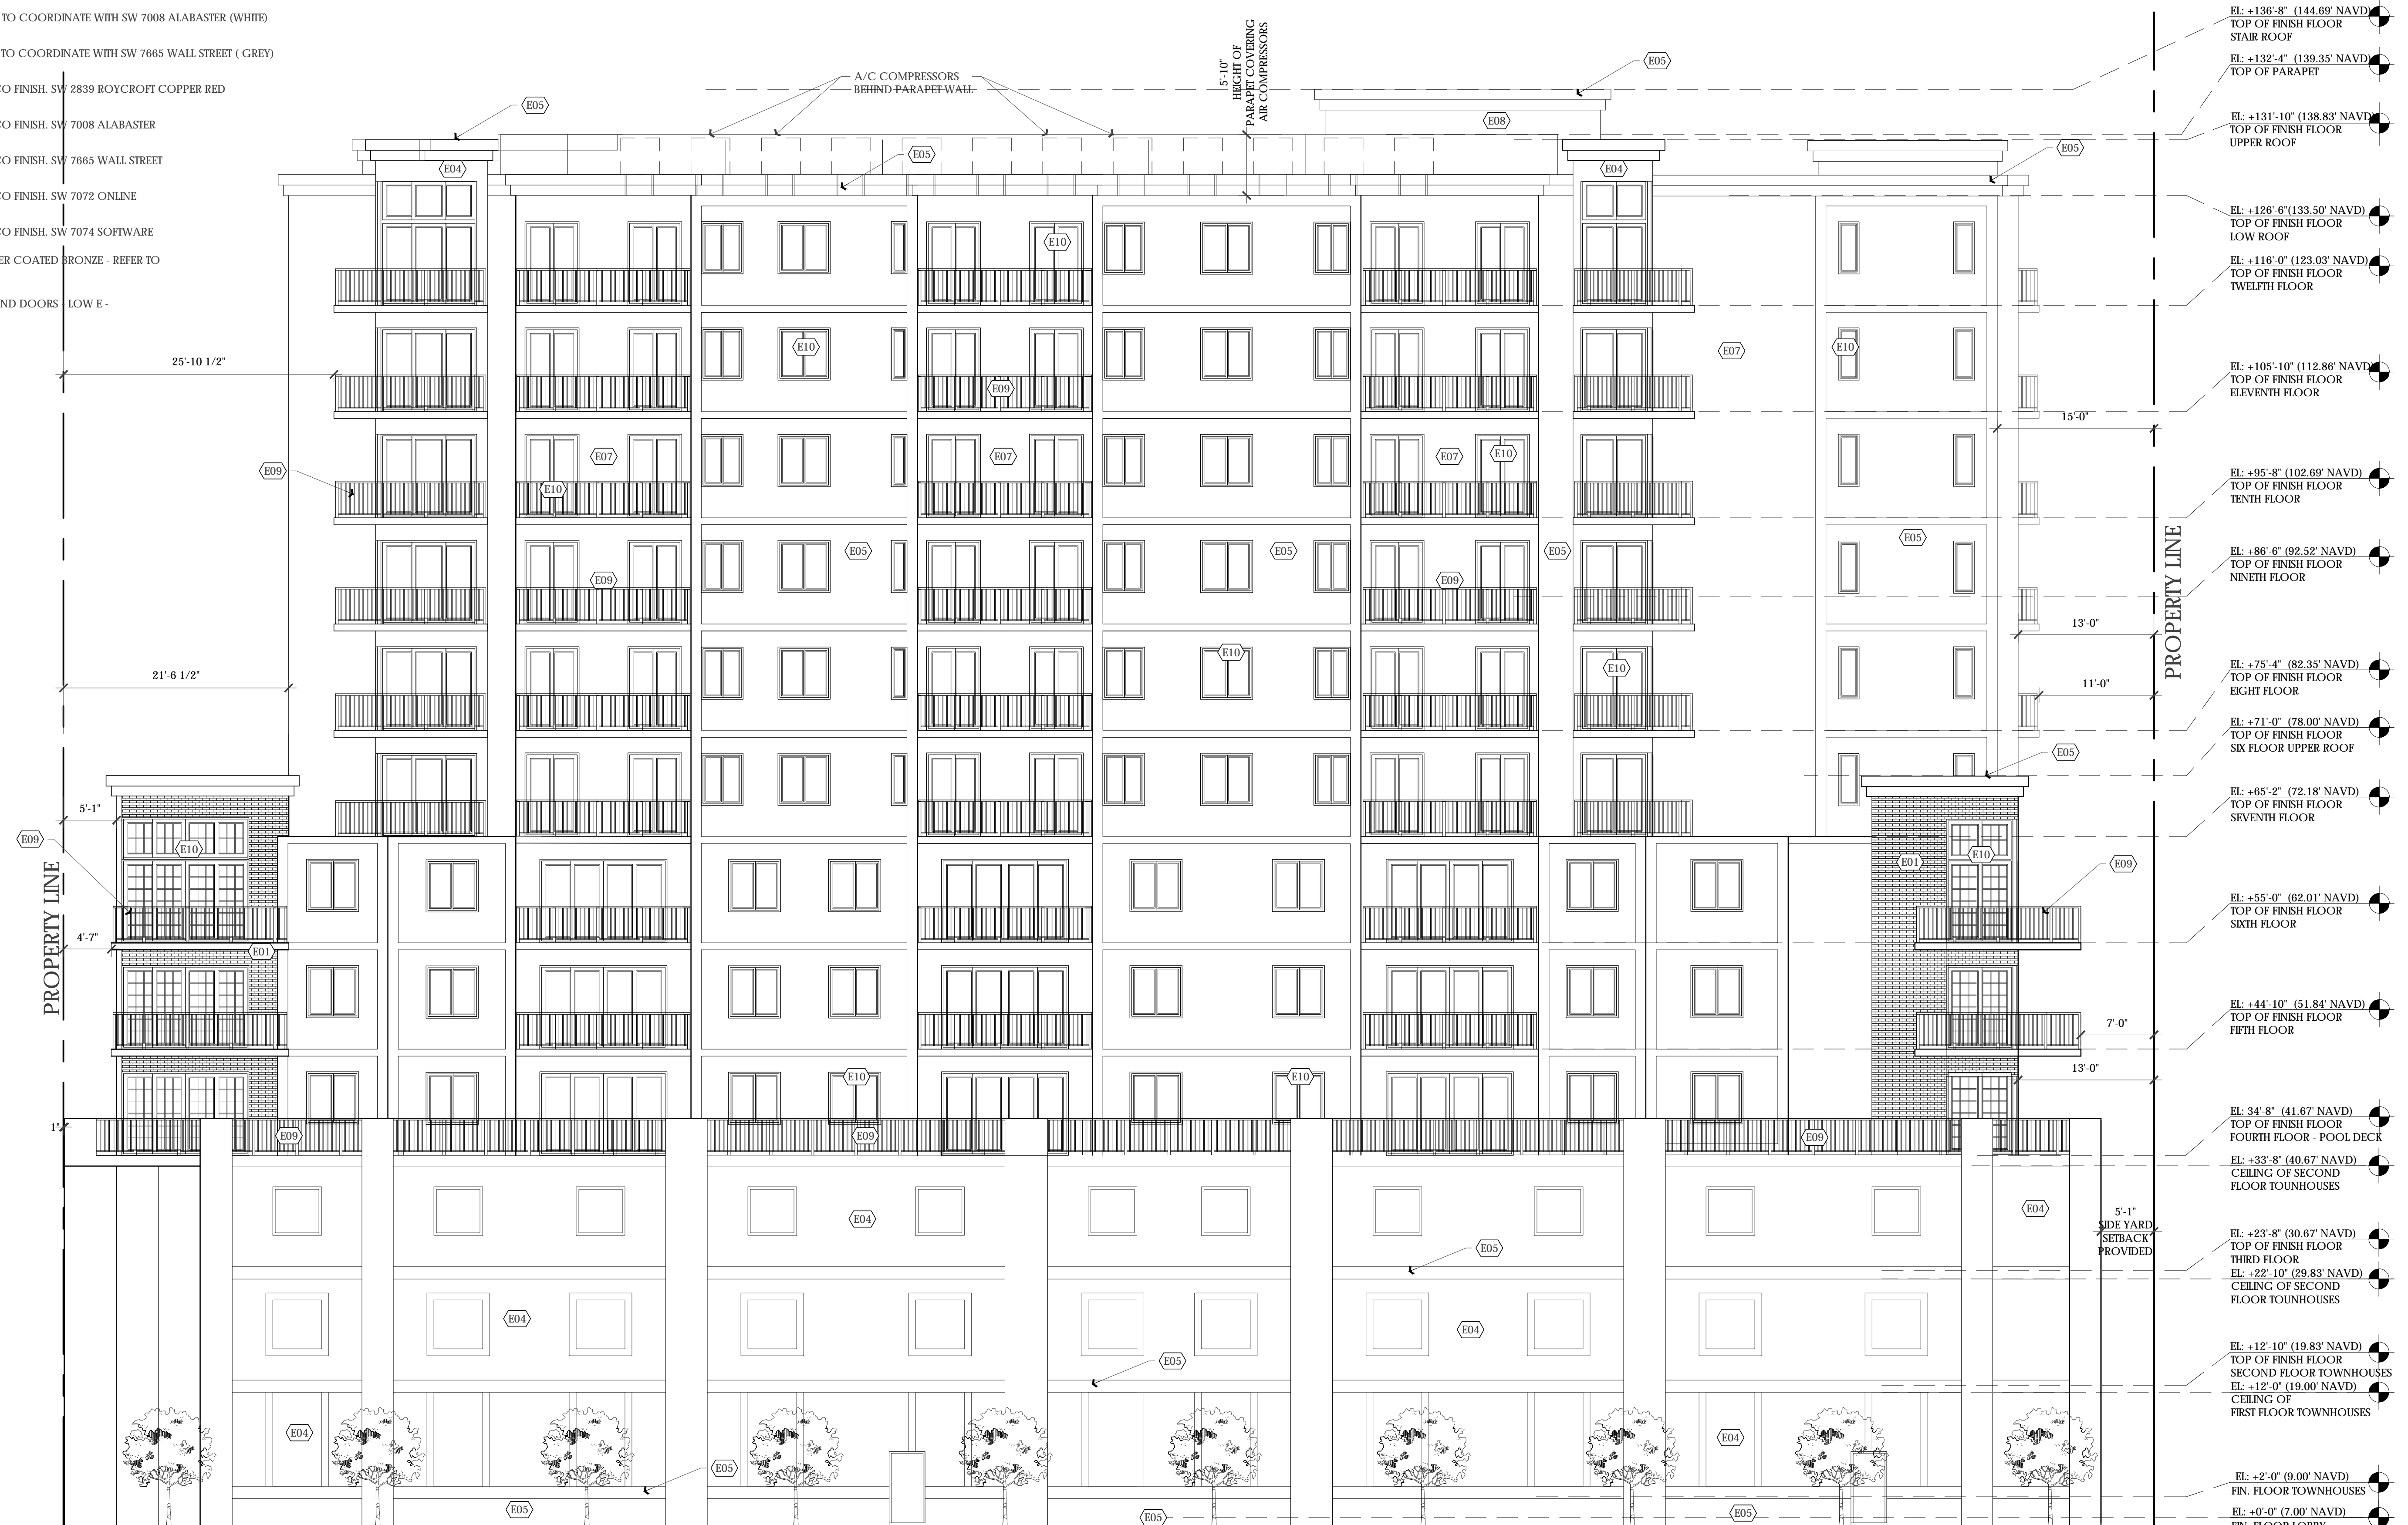 TO COORDINATE WITH SW 7008 ALABASTER (WHITE)
TO COORDINATE WITH SW 7665 WALL STREET ( GREY)
CO FINISH. SW 2839 ROYCROFT COPPER RED
CO FINISH. SW 7008 ALABASTER
CO FINISH. SW 7665 WALL STREET
CO FINISH. SW 7072 ONLINE
CO FINISH. SW 7074 SOFTWARE
ER COATED BRONZE - REFER TO
ND DOORS - LOW E -
A/C COMPRESSORS
BEHIND PARAPET WALL
5'-10"
HEIGHT OF
PARAPET COVERING
AIR COMPRESSORS
E05
E05
E08
E05
E04
E04
E05
E10
E10
E09
E07
E10
25'-10 1/2"
15'-0"
E09
E07
E10
E07
E07
E10
E05
E05
E05
E05
E09
E09
13'-0"
E10
E10
21'-6 1/2"
11'-0"
PROPERTY LINE
E05
5'-1"
E09
E10
E01
E10
E09
PROPERTY LINE
4'-7"
E01
7'-0"
13'-0"
E10
E10
1"
E09
E09
E09
E04
E04
5'-1"
SIDE YARD
SETBACK
PROVIDED
E05
E04
E04
E05
E04
E04
E05
E05
E05
E05
EL: +136'-8" (144.69' NAVD)
TOP OF FINISH FLOOR
STAIR ROOF
EL: +132'-4" (139.35' NAVD)
TOP OF PARAPET
EL: +131'-10" (138.83' NAVD)
TOP OF FINISH FLOOR
UPPER ROOF
EL: +126'-6"(133.50' NAVD)
TOP OF FINISH FLOOR
LOW ROOF
EL: +116'-0" (123.03' NAVD)
TOP OF FINISH FLOOR
TWELFTH FLOOR
EL: +105'-10" (112.86' NAVD)
TOP OF FINISH FLOOR
ELEVENTH FLOOR
EL: +95'-8" (102.69' NAVD)
TOP OF FINISH FLOOR
TENTH FLOOR
EL: +86'-6" (92.52' NAVD)
TOP OF FINISH FLOOR
NINETH FLOOR
EL: +75'-4" (82.35' NAVD)
TOP OF FINISH FLOOR
EIGHT FLOOR
EL: +71'-0" (78.00' NAVD)
TOP OF FINISH FLOOR
SIX FLOOR UPPER ROOF
EL: +65'-2" (72.18' NAVD)
TOP OF FINISH FLOOR
SEVENTH FLOOR
EL: +55'-0" (62.01' NAVD)
TOP OF FINISH FLOOR
SIXTH FLOOR
EL: +44'-10" (51.84' NAVD)
TOP OF FINISH FLOOR
FIFTH FLOOR
EL: 34'-8" (41.67' NAVD)
TOP OF FINISH FLOOR
FOURTH FLOOR - POOL DECK
EL: +33'-8" (40.67' NAVD)
CEILING OF SECOND
FLOOR TOUNHOUSES
EL: +23'-8" (30.67' NAVD)
TOP OF FINISH FLOOR
THIRD FLOOR
EL: +22'-10" (29.83' NAVD)
CEILING OF SECOND
FLOOR TOUNHOUSES
EL: +12'-10" (19.83' NAVD)
TOP OF FINISH FLOOR
SECOND FLOOR TOWNHOUSES
EL: +12'-0" (19.00' NAVD)
CEILING OF
FIRST FLOOR TOWNHOUSES
EL: +2'-0" (9.00' NAVD)
FIN. FLOOR TOWNHOUSES
EL: +0'-0" (7.00' NAVD)
FIN. FLOOR LOBBY